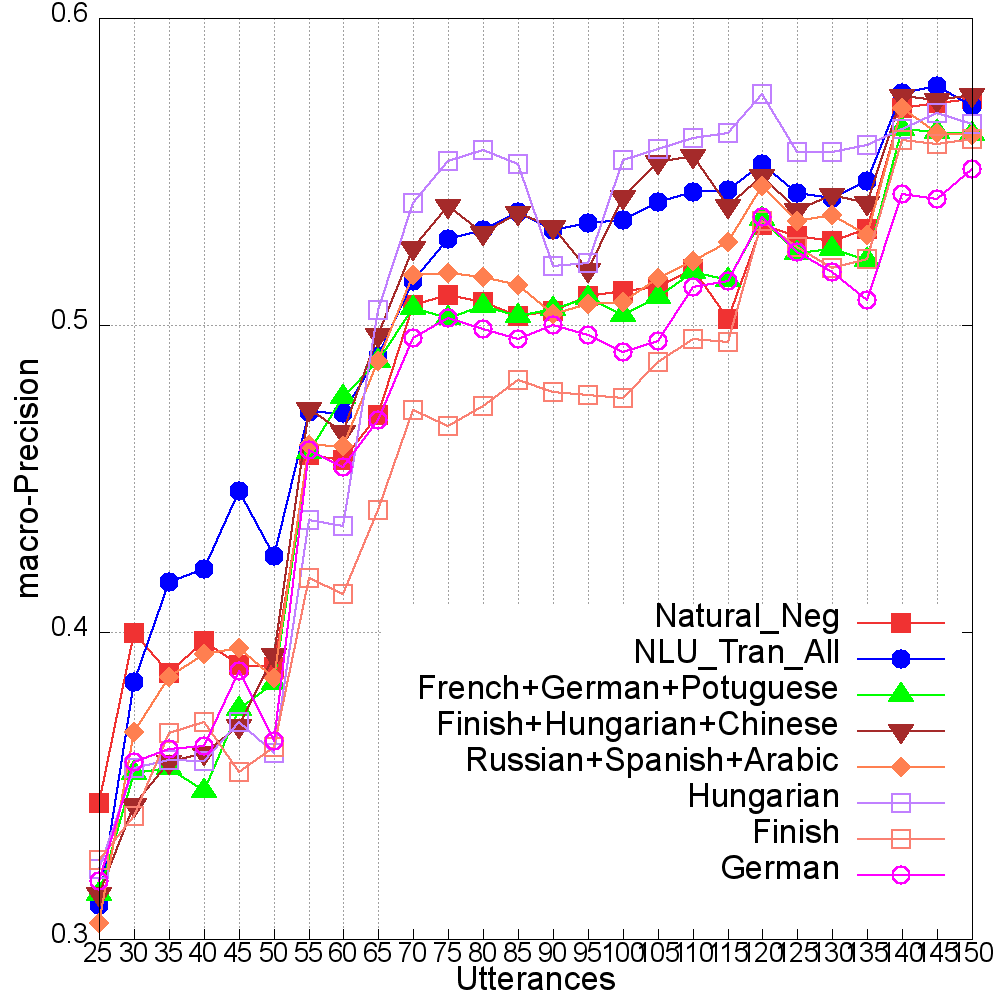 0.6
0.5
0.4
0.3
macro-Precision
Natural_Neg
NLU_Tran_All
French+German+Potuguese
Finish+Hungarian+Chinese
Russian+Spanish+Arabic
Hungarian
Finish
German
25 30 35 40 45 50 55 60 65 70 75 80 85 90 95 100 105 110 115 120 125 130 135 140 145 150
Utterances